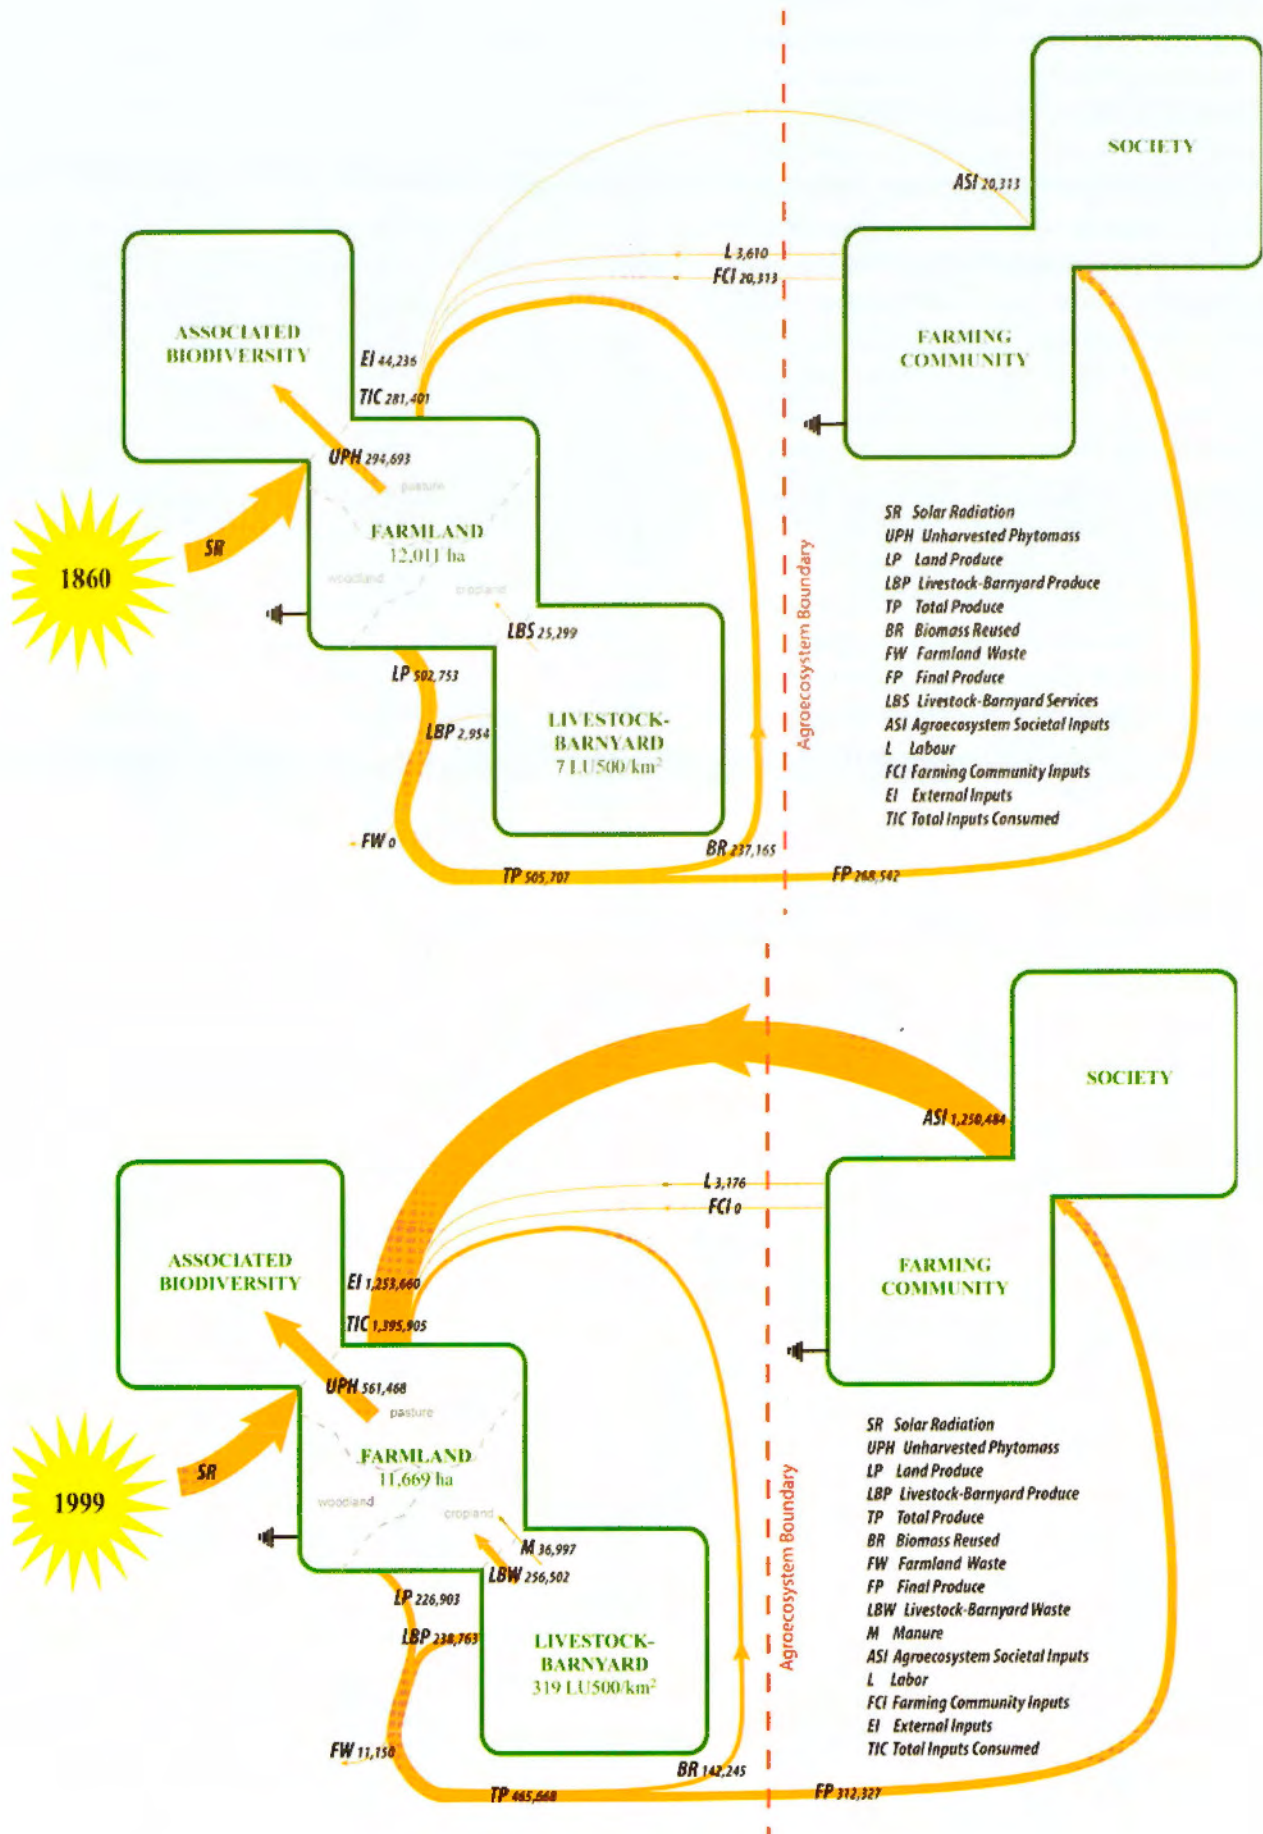 SOCIETY
ASI 20,313
L 3,610
FCI 20,313
ASSOCIATED
BIODIVERSITY
FARMING
COMMUNITY
EI 44,236
TIC 281,401
UPH 294,693
pasture
SR
1860
FARMLAND
12,011 ha
woodland
cropland
LBS 25,299
LP 502,753
LBP 2,954
LIVESTOCK-
BARNYARD
7 LU500/km²
FW 0
TP 505,707
BR 237,165
FP 268,542
Agroecosystem Boundary
SR Solar Radiation
UPH Unharvested Phytomass
LP Land Produce
LBP Livestock-Barnyard Produce
TP Total Produce
BR Biomass Reused
FW Farmland Waste
FP Final Produce
LBS Livestock-Barnyard Services
ASI Agroecosystem Societal Inputs
L Labour
FCI Farming Community Inputs
EI External Inputs
TIC Total Inputs Consumed
SOCIETY
ASI 1,250,484
L 3,176
FCI 0
ASSOCIATED
BIODIVERSITY
FARMING
COMMUNITY
EI 1,253,660
TIC 1,395,905
UPH 561,468
pasture
SR
1999
FARMLAND
11,669 ha
woodland
cropland
M 36,997
LBW 256,502
LP 226,903
LBP 238,763
LIVESTOCK-
BARNYARD
319 LU500/km²
FW 11,150
TP 465,668
BR 142,245
FP 312,327
Agroecosystem Boundary
SR Solar Radiation
UPH Unharvested Phytomass
LP Land Produce
LBP Livestock-Barnyard Produce
TP Total Produce
BR Biomass Reused
FW Farmland Waste
FP Final Produce
LBW Livestock-Barnyard Waste
M Manure
ASI Agroecosystem Societal Inputs
L Labor
FCI Farming Community Inputs
EI External Inputs
TIC Total Inputs Consumed